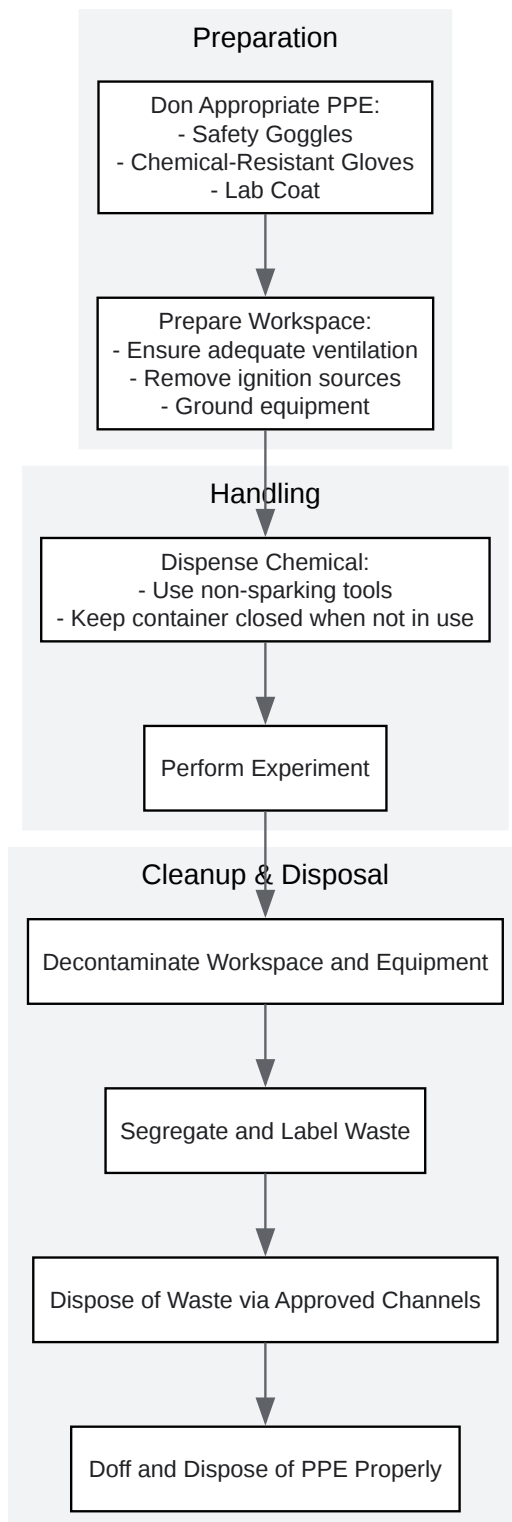 Preparation
Don Appropriate PPE:
- Safety Goggles
- Chemical-Resistant Gloves
- Lab Coat
Prepare Workspace:
- Ensure adequate ventilation
- Remove ignition sources
- Ground equipment
Handling
Dispense Chemical:
- Use non-sparking tools
- Keep container closed when not in use
Perform Experiment
Cleanup & Disposal
Decontaminate Workspace and Equipment
Segregate and Label Waste
Dispose of Waste via Approved Channels
Doff and Dispose of PPE Properly